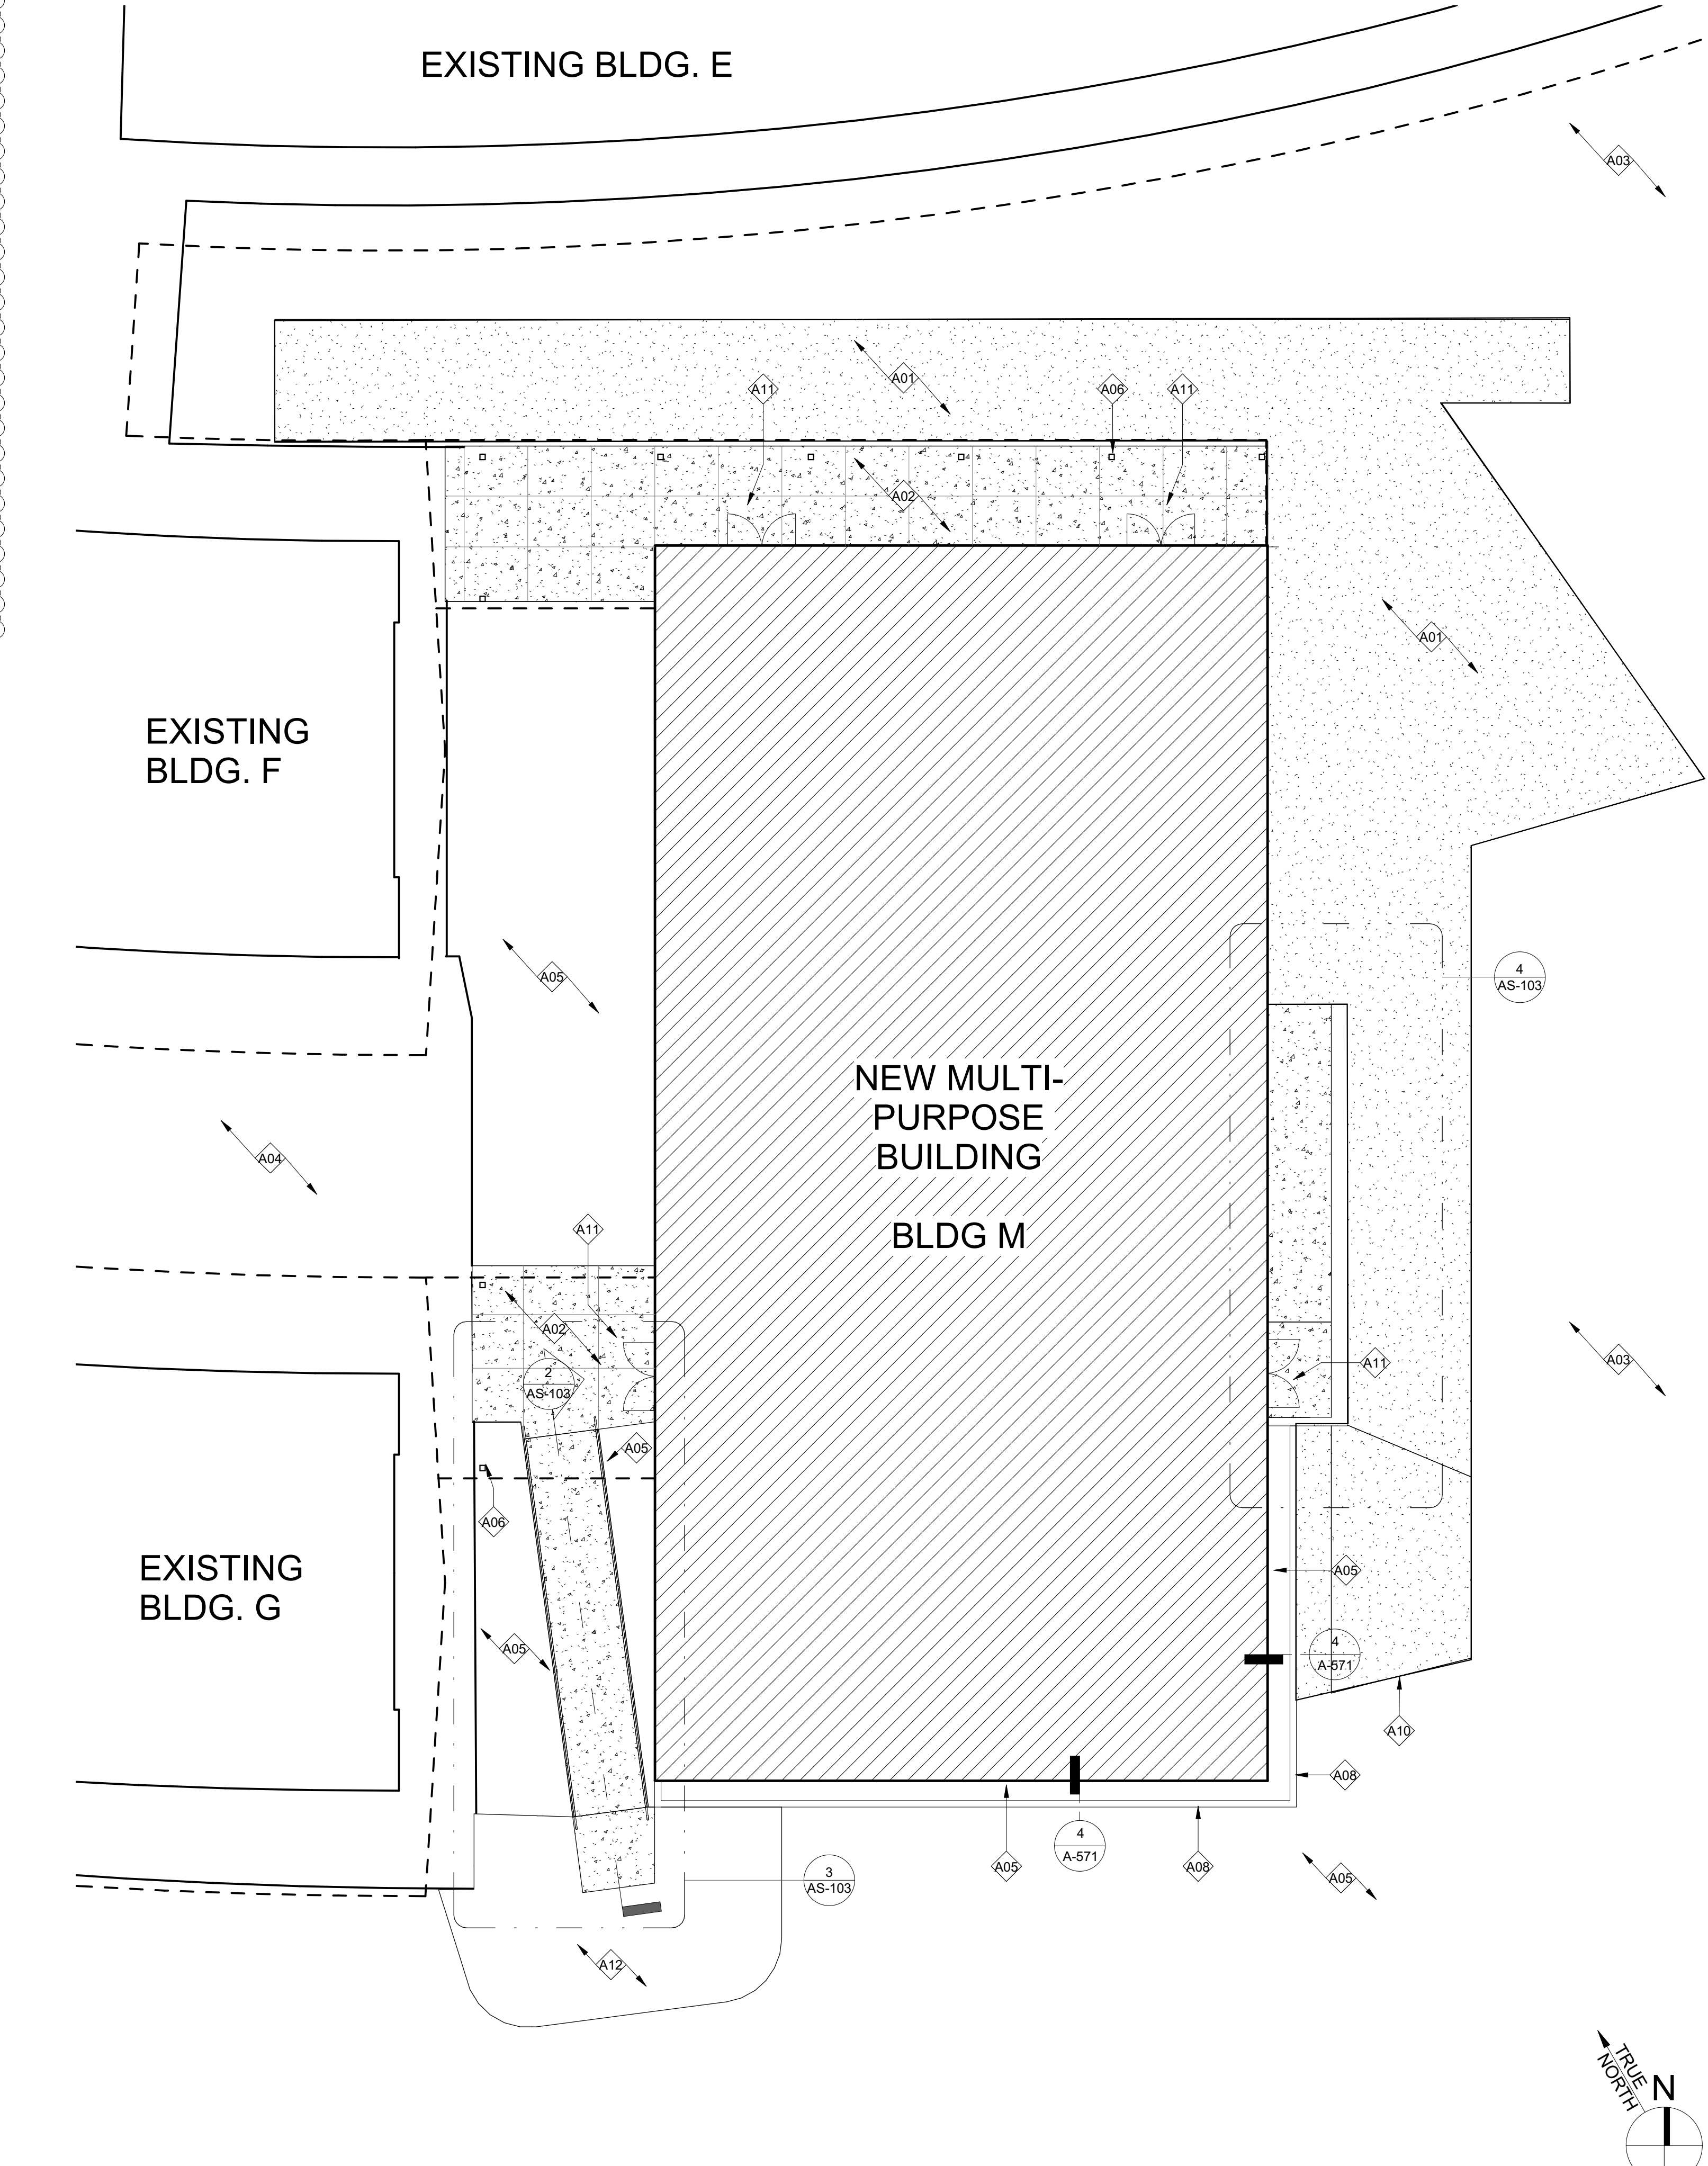 EXISTING BLDG. E
A03
A01
A11
A06
A11
A02
A01
EXISTING
BLDG. F
A05
4
AS-103
NEW MULTI-
PURPOSE
BUILDING
BLDG M
A04
A11
A02
2
AS-103
A11
A03
A05
A06
EXISTING
BLDG. G
A05
A05
4
A-571
A10
A08
4
A-571
A05
A08
3
AS-103
A05
A12
TRUE
NORTH
N